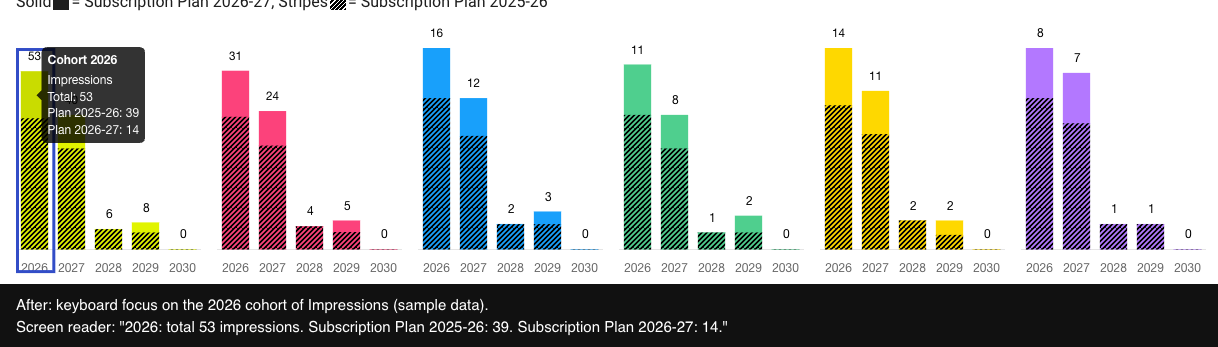 Solid = Subscription Plan 2026-27, Stripes = Subscription Plan 2025-26
53
Cohort 2026
Impressions
Total: 53
Plan 2025-26: 39
Plan 2026-27: 14
6 8 0
2026 2027 2028 2029 2030
31 24 4 5 0
2026 2027 2028 2029 2030
16 12 2 3 0
2026 2027 2028 2029 2030
11 8 1 2 0
2026 2027 2028 2029 2030
14 11 2 2 0
2026 2027 2028 2029 2030
8 7 1 1 0
2026 2027 2028 2029 2030
After: keyboard focus on the 2026 cohort of Impressions (sample data).
Screen reader: "2026: total 53 impressions. Subscription Plan 2025-26: 39. Subscription Plan 2026-27: 14."